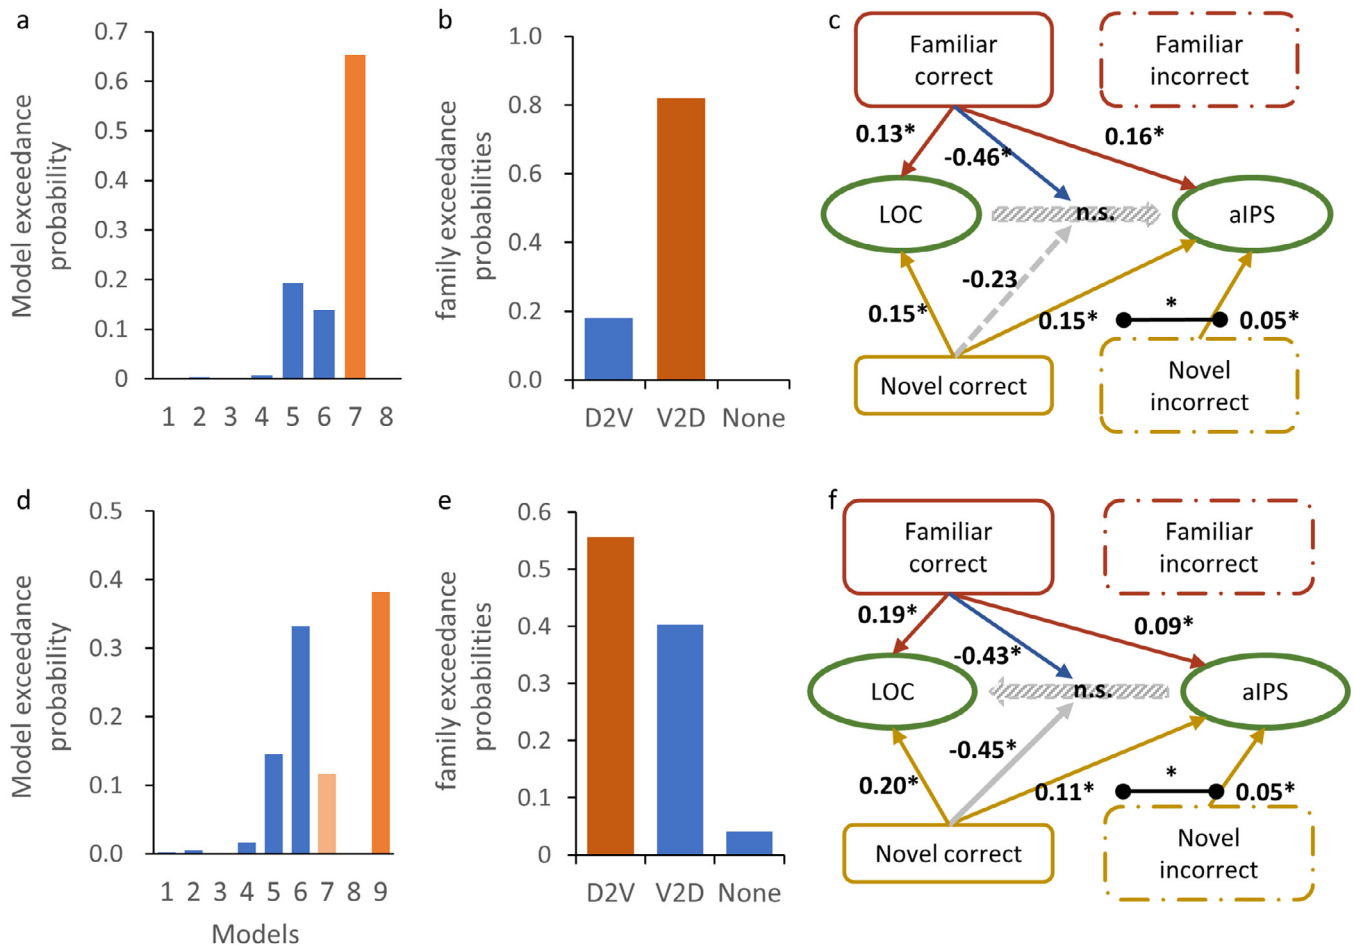 a
Model exceedance
probability
0.7
0.6
0.5
0.4
0.3
0.2
0.1
0
1 2 3 4 5 6 7 8
b
family exceedance
probabilities
1.0
0.8
0.6
0.4
0.2
0.0
D2V V2D None
c
Familiar
correct
Familiar
incorrect
0.13*
-0.46*
0.16*
LOC
n.s.
aIPS
-0.23
0.15*
0.15*
*
0.05*
Novel correct
Novel
incorrect
d
Model exceedance
probability
0.5
0.4
0.3
0.2
0.1
0.0
1 2 3 4 5 6 7 8 9
Models
e
family exceedance
probabilities
0.6
0.5
0.4
0.3
0.2
0.1
0
D2V V2D None
f
Familiar
correct
Familiar
incorrect
0.19*
-0.43*
0.09*
LOC
n.s.
aIPS
-0.45*
0.20*
0.11*
*
0.05*
Novel correct
Novel
incorrect